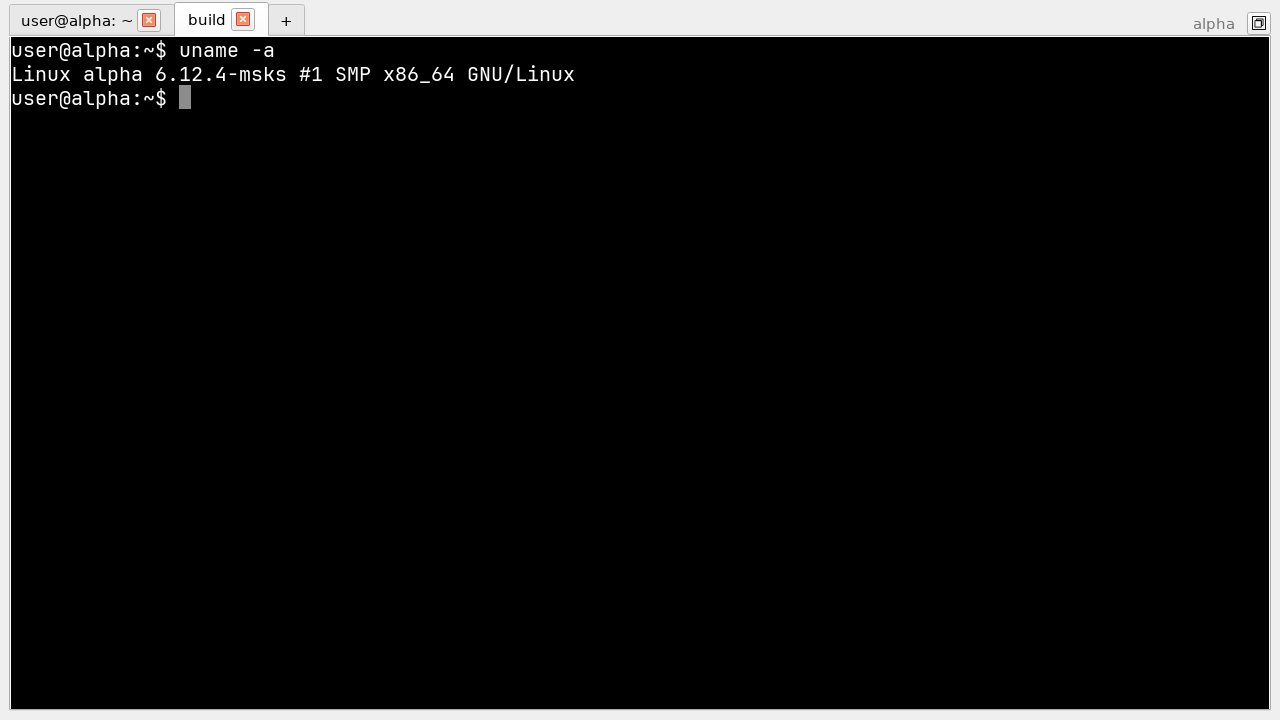 user@alpha: ~
build
+
alpha
user@alpha:~$ uname -a
Linux alpha 6.12.4-msks #1 SMP x86_64 GNU/Linux
user@alpha:~$